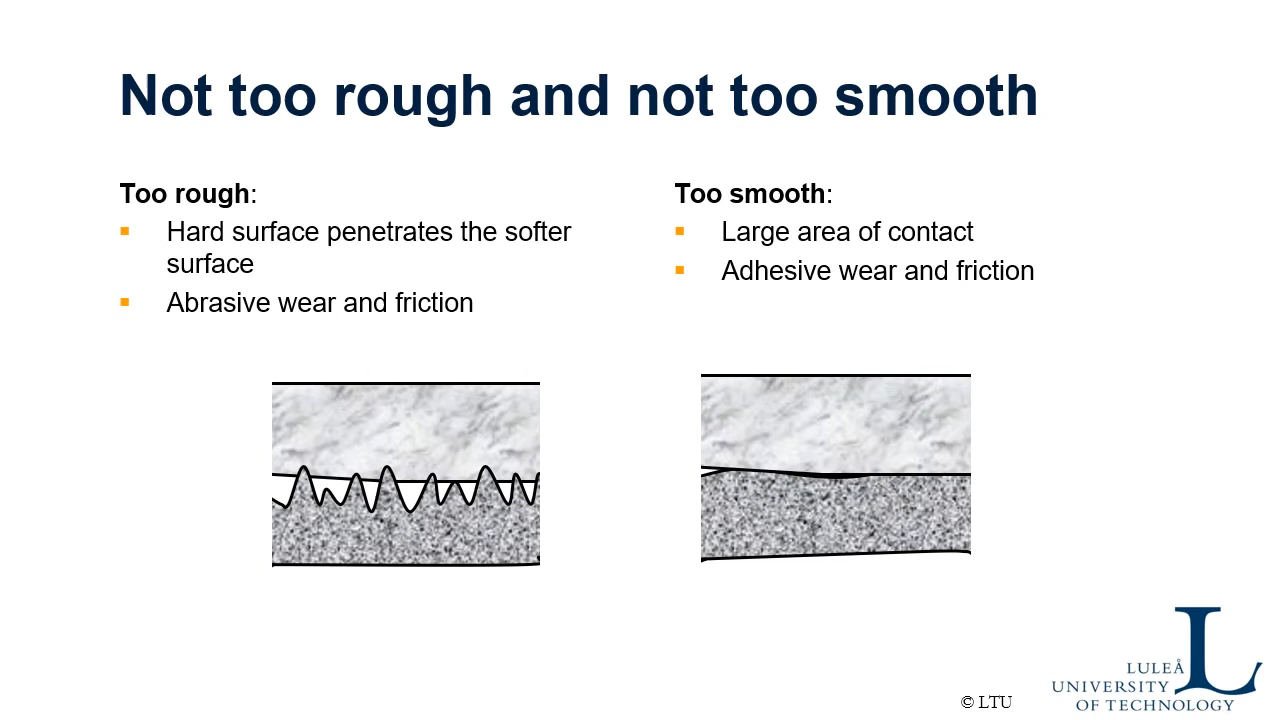 Not too rough and not too smooth
Too rough:
Hard surface penetrates the softer
surface
Abrasive wear and friction
Too smooth:
Large area of contact
Adhesive wear and friction
© LTU
LULEÅ
UNIVERSITY
OF TECHNOLOGY
L